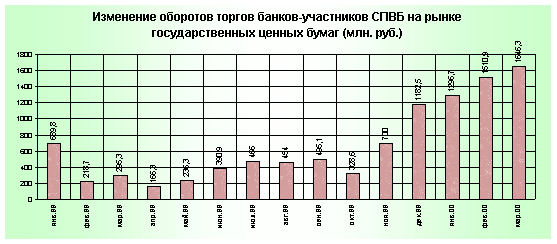 Изменение оборотов торгов банков-участников СПВБ на рынке
государственных ценных бумаг (млн. руб.)
1800
1600
1400
1200
1000
800
600
400
200
0
689,8
218,7
295,3
166,3
236,3
390,9
466
454
485,1
328,6
700
1182,5
1296,7
1510,9
1646,3
янв.99
фев.99
мар.99
апр.99
май.99
июн.99
июл.99
авг.99
сен.99
окт.99
ноя.99
дек.99
янв.00
фев.00
мар.00